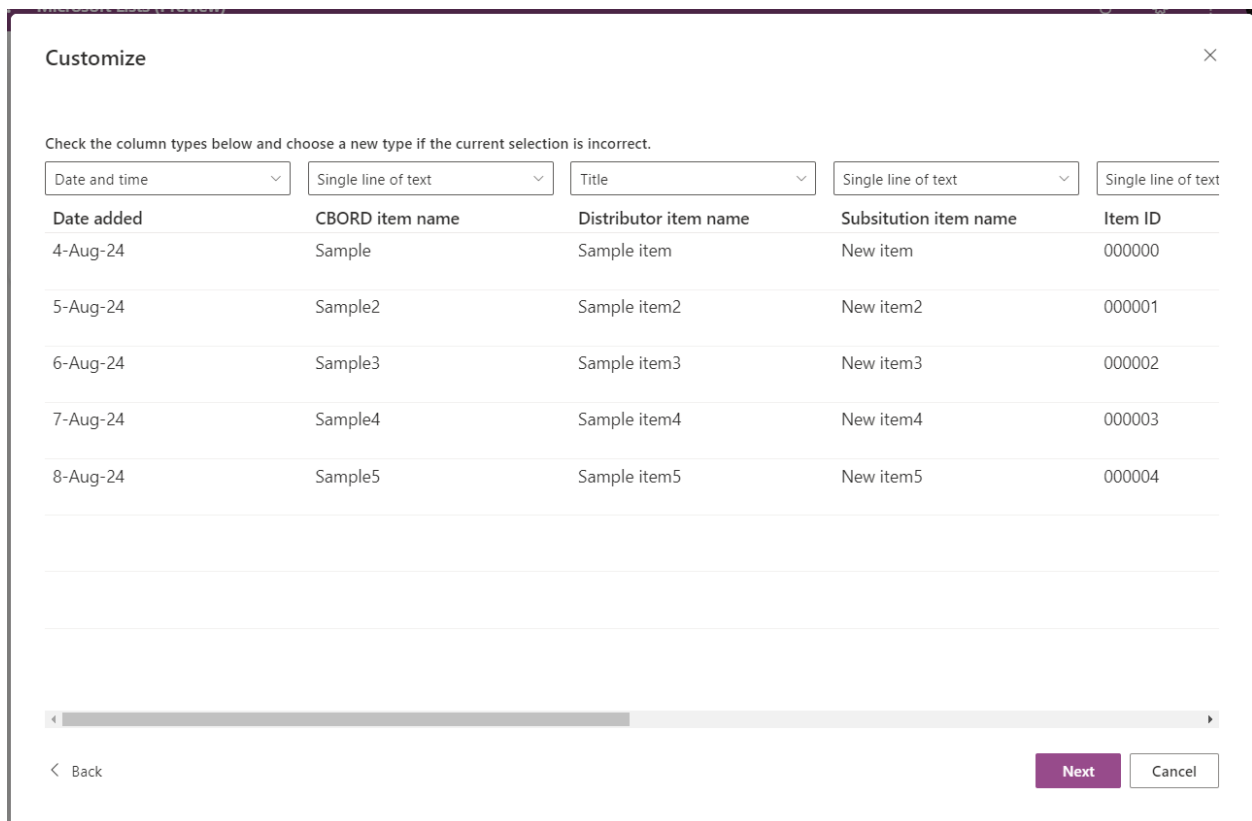 Microsoft Lists (Preview)
Customize
Check the column types below and choose a new type if the current selection is incorrect.
Date and time Single line of text Title Single line of text Single line of text
Date added CBORD item name Distributor item name Subsitution item name Item ID
4-Aug-24 Sample Sample item New item 000000
5-Aug-24 Sample2 Sample item2 New item2 000001
6-Aug-24 Sample3 Sample item3 New item3 000002
7-Aug-24 Sample4 Sample item4 New item4 000003
8-Aug-24 Sample5 Sample item5 New item5 000004
Back Next Cancel